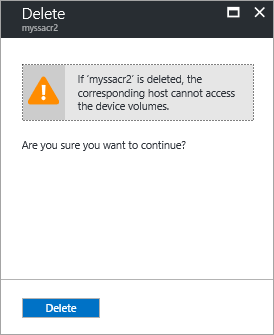 Delete
myssacr2
If 'myssacr2' is deleted, the
corresponding host cannot access
the device volumes.
Are you sure you want to continue?
Delete